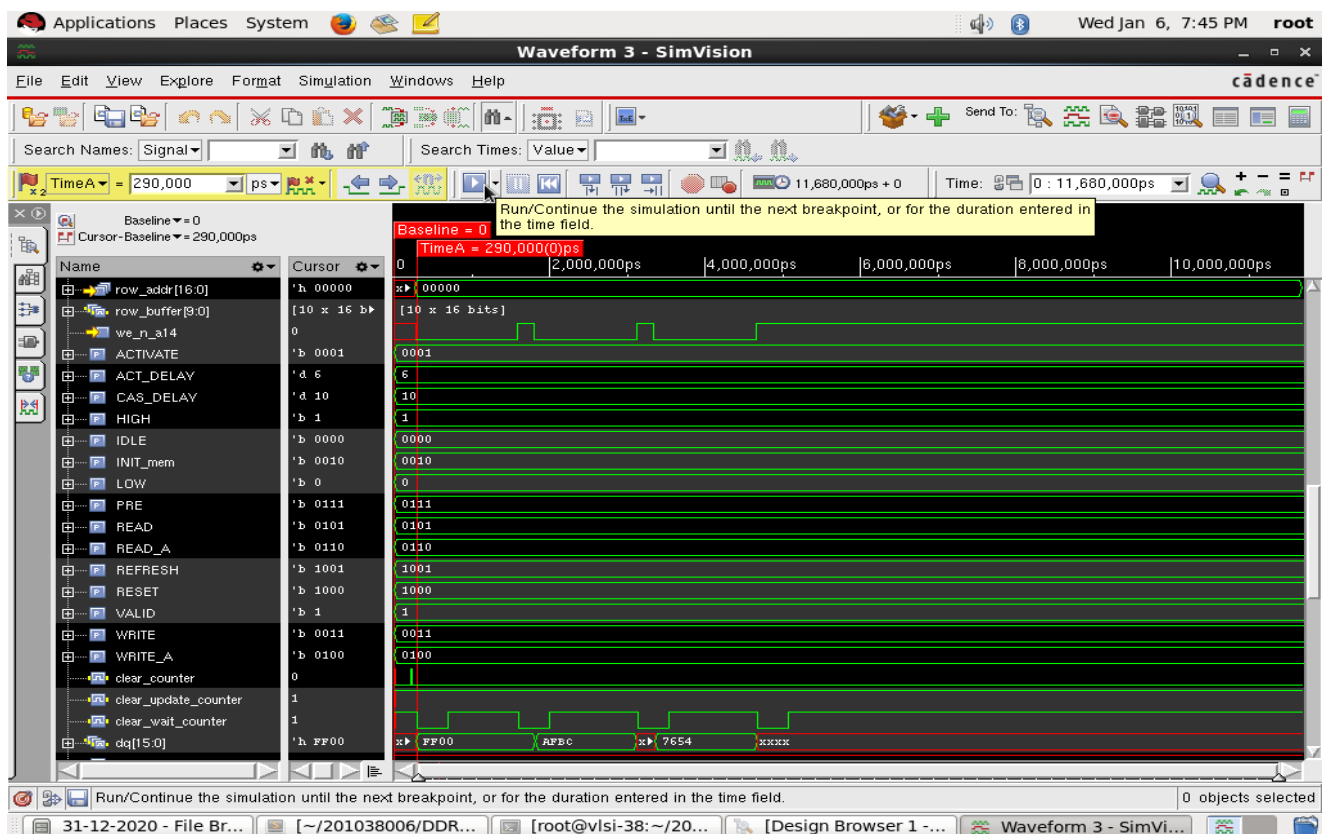 Applications Places System Wed Jan 6, 7:45 PM root
Waveform 3 - SimVision
File Edit View Explore Format Simulation Windows Help cādence
Send To:
Search Names: Signal Search Times: Value
TimeA = 290,000 ps 11,680,000ps + 0 Time: 0 : 11,680,000ps
Run/Continue the simulation until the next breakpoint, or for the duration entered in
the time field.
Baseline = 0
Cursor-Baseline = 290,000ps
Baseline = 0
TimeA = 290,000(0)ps
Name Cursor 0 2,000,000ps 4,000,000ps 6,000,000ps 8,000,000ps 10,000,000ps
row_addr[16:0] 'h 00000 x 00000
row_buffer[9:0] [10 x 16 b [10 x 16 bits]
we_n_a14 0
ACTIVATE 'b 0001 0001
ACT_DELAY 'd 6 6
CAS_DELAY 'd 10 10
HIGH 'b 1 1
IDLE 'b 0000 0000
INIT_mem 'b 0010 0010
LOW 'b 0 0
PRE 'b 0111 0111
READ 'b 0101 0101
READ_A 'b 0110 0110
REFRESH 'b 1001 1001
RESET 'b 1000 1000
VALID 'b 1 1
WRITE 'b 0011 0011
WRITE_A 'b 0100 0100
clear_counter 0
clear_update_counter 1
clear_wait_counter 1
dq[15:0] 'h FF00 x FF00 AFBC x 7654 xxxx
Run/Continue the simulation until the next breakpoint, or for the duration entered in the time field. 0 objects selected
31-12-2020 - File Br... [~/201038006/DDR... [root@vlsi-38:~/20... [Design Browser 1 -... Waveform 3 - SimVi...